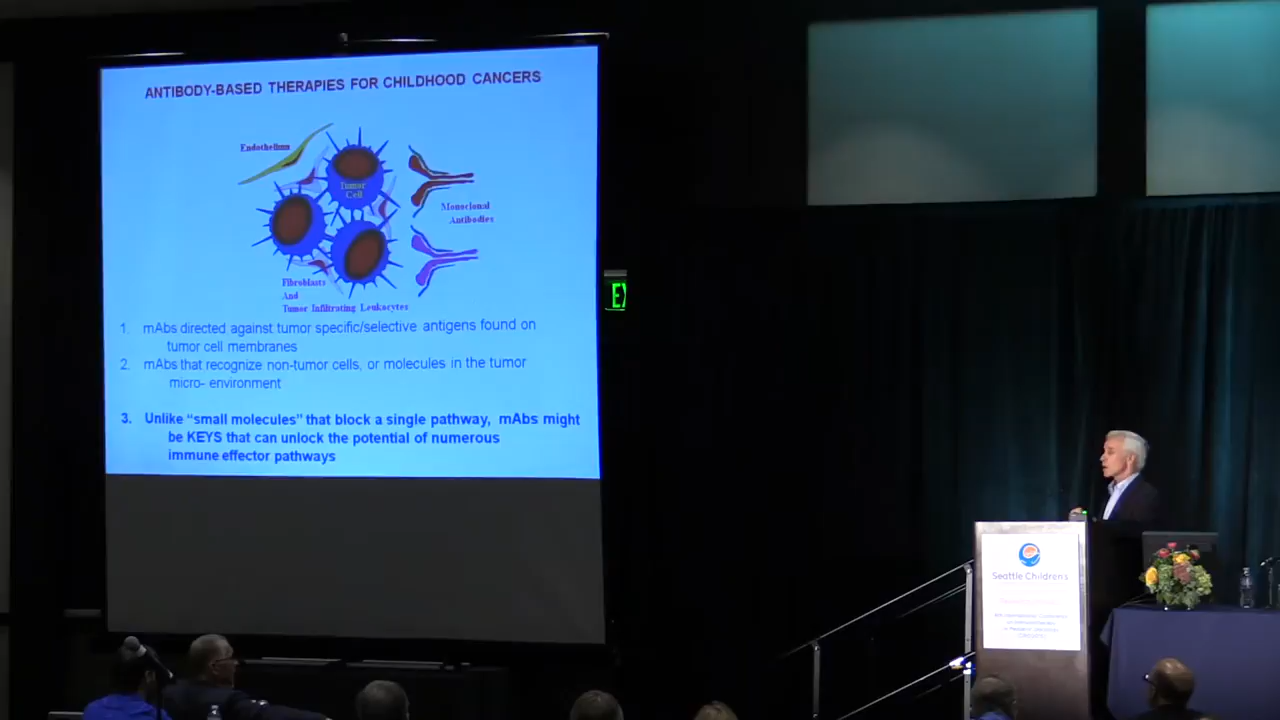 ANTIBODY-BASED THERAPIES FOR CHILDHOOD CANCERS
Endothelium
Tumor
Cell
Monoclonal
Antibodies
Fibroblasts
And
Tumor Infiltrating Leukocytes
1. mAbs directed against tumor specific/selective antigens found on
tumor cell membranes
2. mAbs that recognize non-tumor cells, or molecules in the tumor
micro- environment
3. Unlike “small molecules” that block a single pathway, mAbs might
be KEYS that can unlock the potential of numerous
immune effector pathways
EX
Seattle Children's